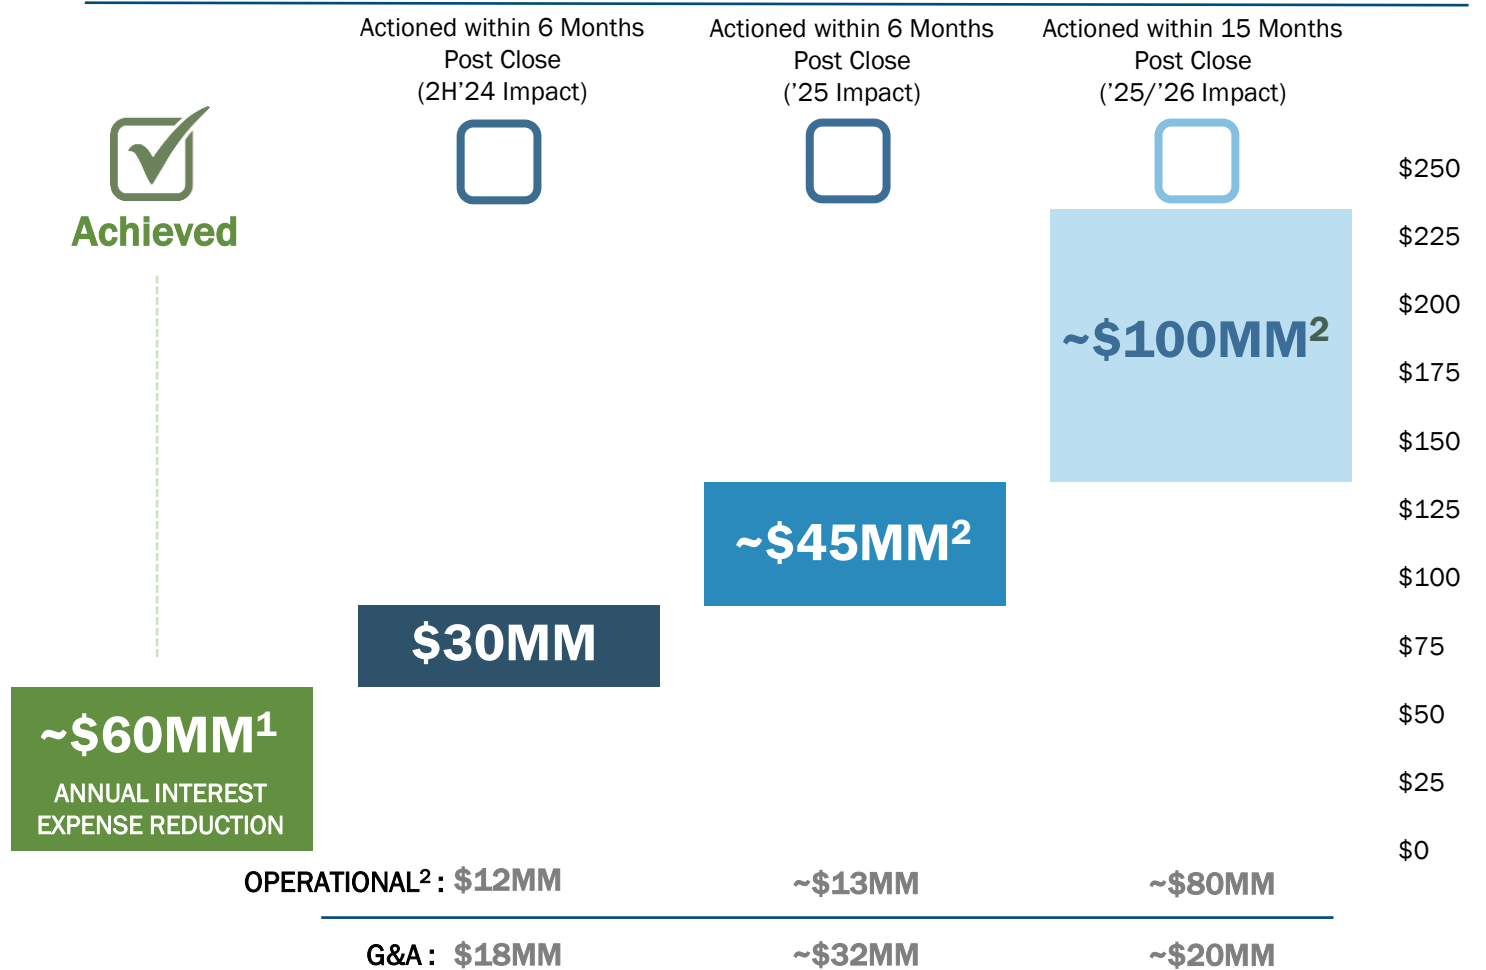 Actioned within 6 Months
Post Close
(2H’24 Impact)
Actioned within 6 Months
Post Close
(’25 Impact)
Actioned within 15 Months
Post Close
(’25/’26 Impact)
Achieved
$250
$225
$200
$175
$150
$125
$100
$75
$50
$25
$0
~$100MM²
~$45MM²
$30MM
~$60MM¹
ANNUAL INTEREST
EXPENSE REDUCTION
OPERATIONAL² : $12MM ~$13MM ~$80MM
G&A : $18MM ~$32MM ~$20MM